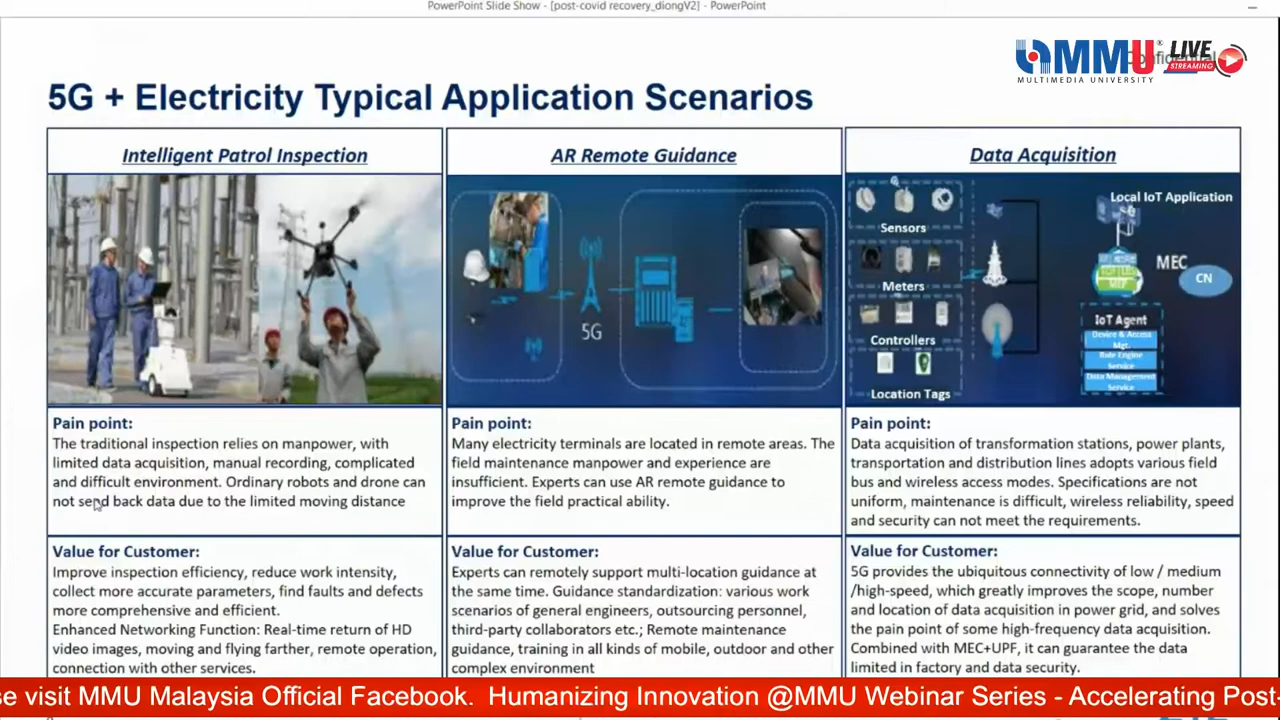 PowerPoint Slide Show - [post-covid recovery_diongV2] - PowerPoint
MMU
MULTIMEDIA UNIVERSITY
LIVE
STREAMING
5G + Electricity Typical Application Scenarios
Intelligent Patrol Inspection
Pain point:
The traditional inspection relies on manpower, with
limited data acquisition, manual recording, complicated
and difficult environment. Ordinary robots and drone can
not send back data due to the limited moving distance
Value for Customer:
Improve inspection efficiency, reduce work intensity,
collect more accurate parameters, find faults and defects
more comprehensive and efficient.
Enhanced Networking Function: Real-time return of HD
video images, moving and flying farther, remote operation,
connection with other services.
AR Remote Guidance
5G
Pain point:
Many electricity terminals are located in remote areas. The
field maintenance manpower and experience are
insufficient. Experts can use AR remote guidance to
improve the field practical ability.
Value for Customer:
Experts can remotely support multi-location guidance at
the same time. Guidance standardization: various work
scenarios of general engineers, outsourcing personnel,
third-party collaborators etc.; Remote maintenance
guidance, training in all kinds of mobile, outdoor and other
complex environment
Data Acquisition
Sensors
Meters
Controllers
Location Tags
Local IoT Application
MEC
CN
IoT Agent
Device & Access
Mgt.
Rule Engine
Service
Data Management
Service
Pain point:
Data acquisition of transformation stations, power plants,
transportation and distribution lines adopts various field
bus and wireless access modes. Specifications are not
uniform, maintenance is difficult, wireless reliability, speed
and security can not meet the requirements.
Value for Customer:
5G provides the ubiquitous connectivity of low / medium
/high-speed, which greatly improves the scope, number
and location of data acquisition in power grid, and solves
the pain point of some high-frequency data acquisition.
Combined with MEC+UPF, it can guarantee the data
limited in factory and data security.
se visit MMU Malaysia Official Facebook. Humanizing Innovation @MMU Webinar Series - Accelerating Post-